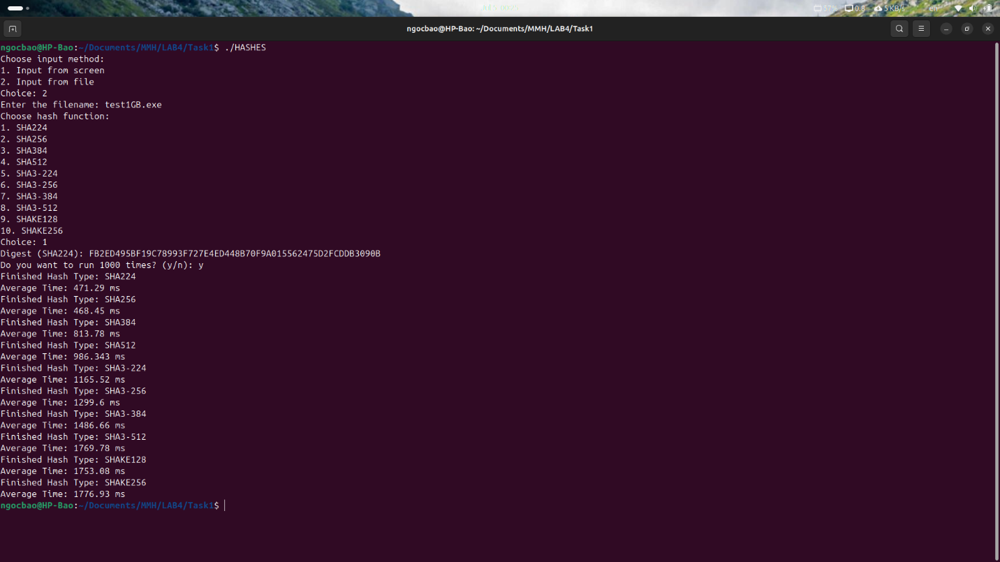 Jul 5 00:25
57% 0.8 5 KB/s en
ngocbao@HP-Bao: ~/Documents/MMH/LAB4/Task1
ngocbao@HP-Bao:~/Documents/MMH/LAB4/Task1$ ./HASHES
Choose input method:
1. Input from screen
2. Input from file
Choice: 2
Enter the filename: test1GB.exe
Choose hash function:
1. SHA224
2. SHA256
3. SHA384
4. SHA512
5. SHA3-224
6. SHA3-256
7. SHA3-384
8. SHA3-512
9. SHAKE128
10. SHAKE256
Choice: 1
Digest (SHA224): FB2ED495BF19C78993F727E4ED448B70F9A015562475D2FCDDB3090B
Do you want to run 1000 times? (y/n): y
Finished Hash Type: SHA224
Average Time: 471.29 ms
Finished Hash Type: SHA256
Average Time: 468.45 ms
Finished Hash Type: SHA384
Average Time: 813.78 ms
Finished Hash Type: SHA512
Average Time: 986.343 ms
Finished Hash Type: SHA3-224
Average Time: 1165.52 ms
Finished Hash Type: SHA3-256
Average Time: 1299.6 ms
Finished Hash Type: SHA3-384
Average Time: 1486.66 ms
Finished Hash Type: SHA3-512
Average Time: 1769.78 ms
Finished Hash Type: SHAKE128
Average Time: 1753.08 ms
Finished Hash Type: SHAKE256
Average Time: 1776.93 ms
ngocbao@HP-Bao:~/Documents/MMH/LAB4/Task1$